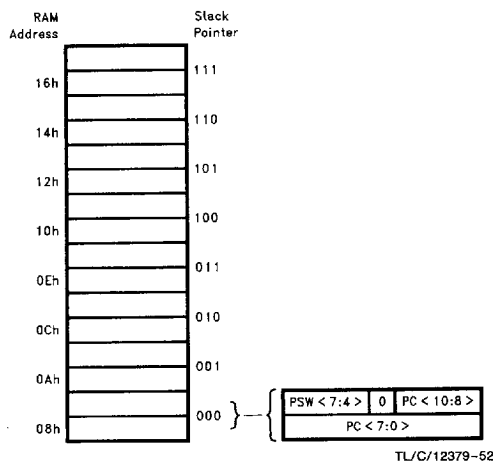 RAM Address
Stack Pointer
111
16h
110
14h
101
12h
100
10h
011
0Eh
010
0Ch
001
0Ah
000
08h
PSW < 7:4 > 0 PC < 10:8 >
PC < 7:0 >
TL/C/12379-52